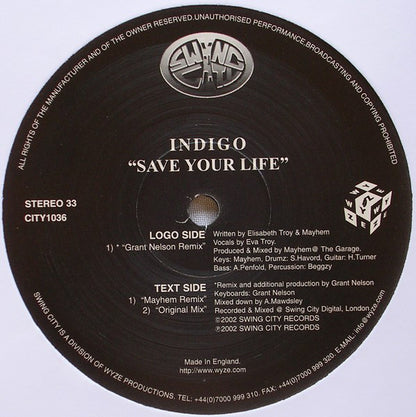 ALL RIGHTS OF THE MANUFACTURER AND OF THE OWNER RESERVED.UNAUTHORISED PERFORMANCE,BROADCASTING AND COPYING PROHIBITED
SWING
CITY
INDIGO
“SAVE YOUR LIFE”
STEREO 33
CITY1036
LOGO SIDE
1) * “Grant Nelson Remix”
Written by Elisabeth Troy & Mayhem
Vocals by Eva Troy.
Produced & Mixed by Mayhem@ The Garage.
Keys: Mayhem, Drumz: S.Havord, Guitar: H.Turner
Bass: A.Penfold, Percussion: Beggzy
TEXT SIDE
1) “Mayhem Remix”
2) “Original Mix”
*Remix and additional production by Grant Nelson
Keyboards: Grant Nelson
Mixed down by A.Mawdsley
Recorded & Mixed @ Swing City Digital, London
©2002 SWING CITY RECORDS
℗2002 SWING CITY RECORDS
Made In England.
http://www.wyze.com
SWING CITY IS A DIVISION OF WYZE PRODUCTIONS. TEL: +44(0)7000 999 310. FAX: +44(0)7000 999 320. E-MAIL: info@wyze.com